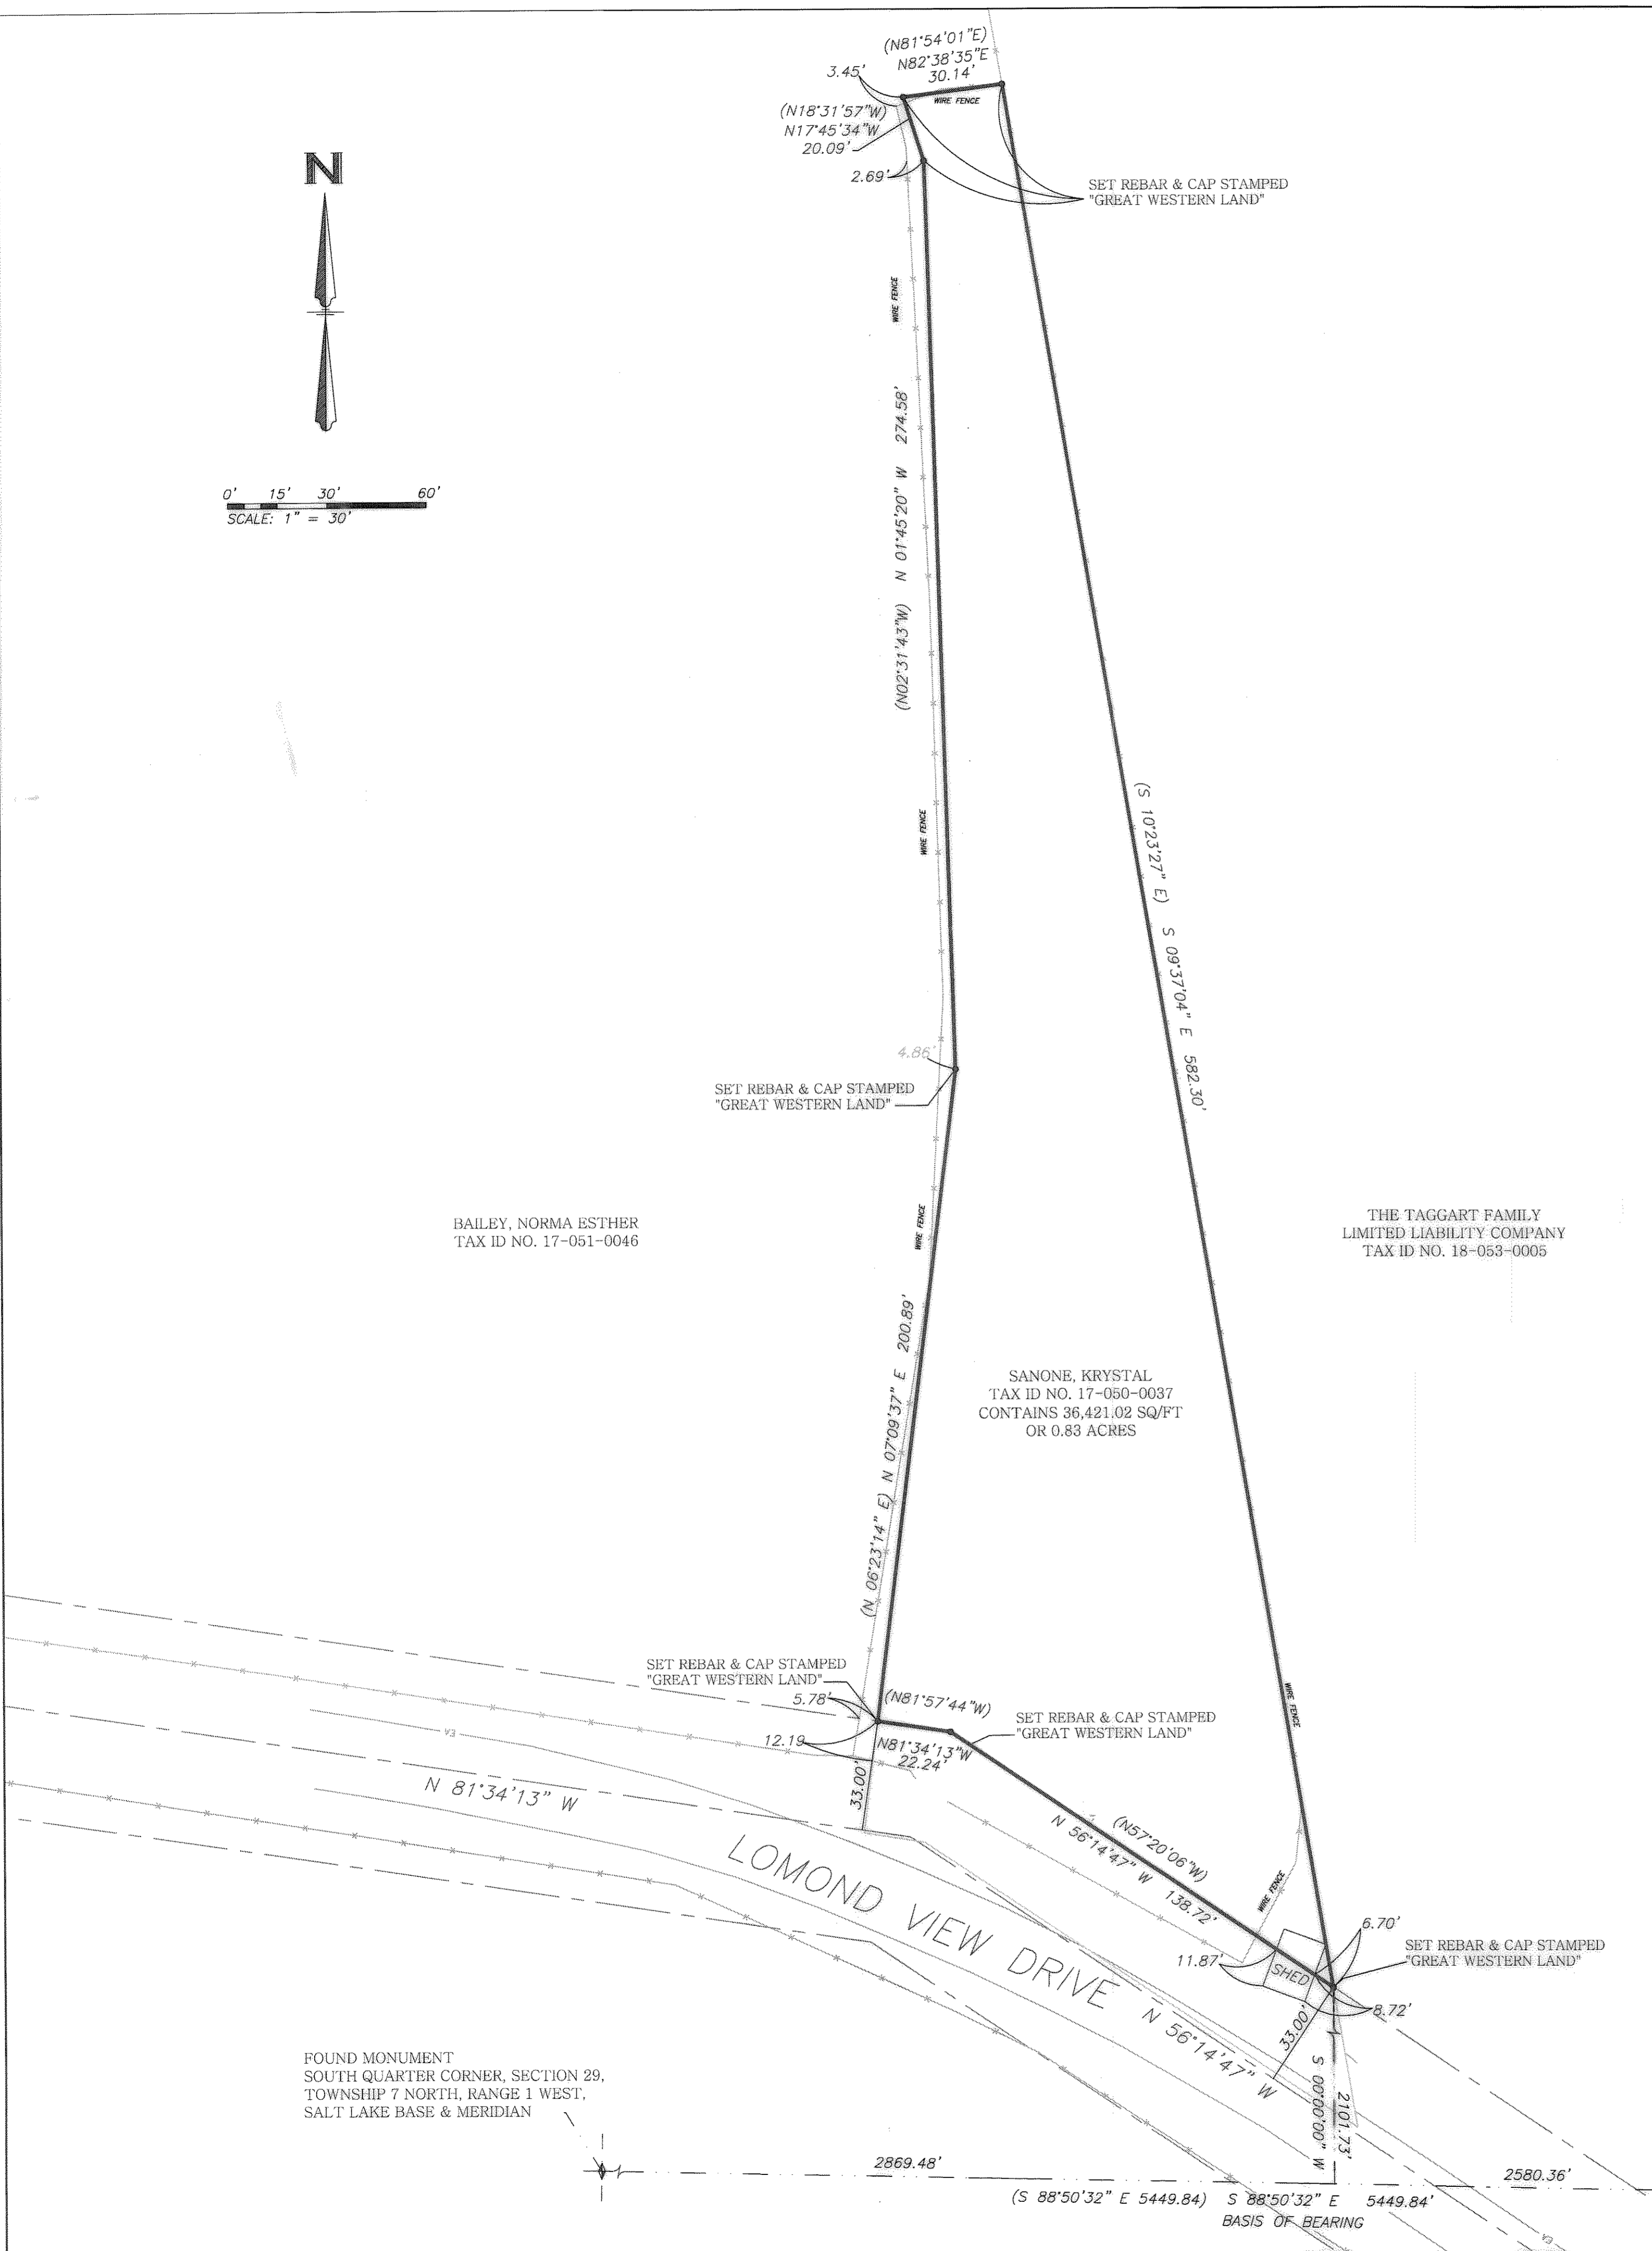 (N81°54'01"E)
N82°38'35"E
30.14'
3.45'
WIRE FENCE
(N18°31'57"W)
N17°45'34"W
20.09'
2.69'
SET REBAR & CAP STAMPED
"GREAT WESTERN LAND"
N
0' 15' 30' 60'
SCALE: 1" = 30'
WIRE FENCE
(N02°31'43"W) N 01°45'20" W 274.58'
WIRE FENCE
(S 10°23'27" E) S 09°37'04" E 582.30'
4.86'
SET REBAR & CAP STAMPED
"GREAT WESTERN LAND"
BAILEY, NORMA ESTHER
TAX ID NO. 17-051-0046
WIRE FENCE
THE TAGGART FAMILY
LIMITED LIABILITY COMPANY
TAX ID NO. 18-053-0005
(N 06°23'14" E) N 07°09'37" E 200.89'
SANONE, KRYSTAL
TAX ID NO. 17-050-0037
CONTAINS 36,421.02 SQ/FT
OR 0.83 ACRES
SET REBAR & CAP STAMPED
"GREAT WESTERN LAND"
5.78'
(N81°57'44"W)
SET REBAR & CAP STAMPED
"GREAT WESTERN LAND"
WIRE FENCE
12.19
N81°34'13"W
22.24'
33.00'
EA
N 81°34'13" W
(N57°20'06"W)
N 56°14'47" W 138.72'
WIRE FENCE
LOMOND VIEW DRIVE
N 56°14'47" W
11.87'
SHED
6.70'
SET REBAR & CAP STAMPED
"GREAT WESTERN LAND"
8.72'
33.00'
S 00°00'00" W
2101.73'
FOUND MONUMENT
SOUTH QUARTER CORNER, SECTION 29,
TOWNSHIP 7 NORTH, RANGE 1 WEST,
SALT LAKE BASE & MERIDIAN
2869.48'
2580.36'
(S 88°50'32" E 5449.84) S 88°50'32" E 5449.84'
BASIS OF BEARING
EA